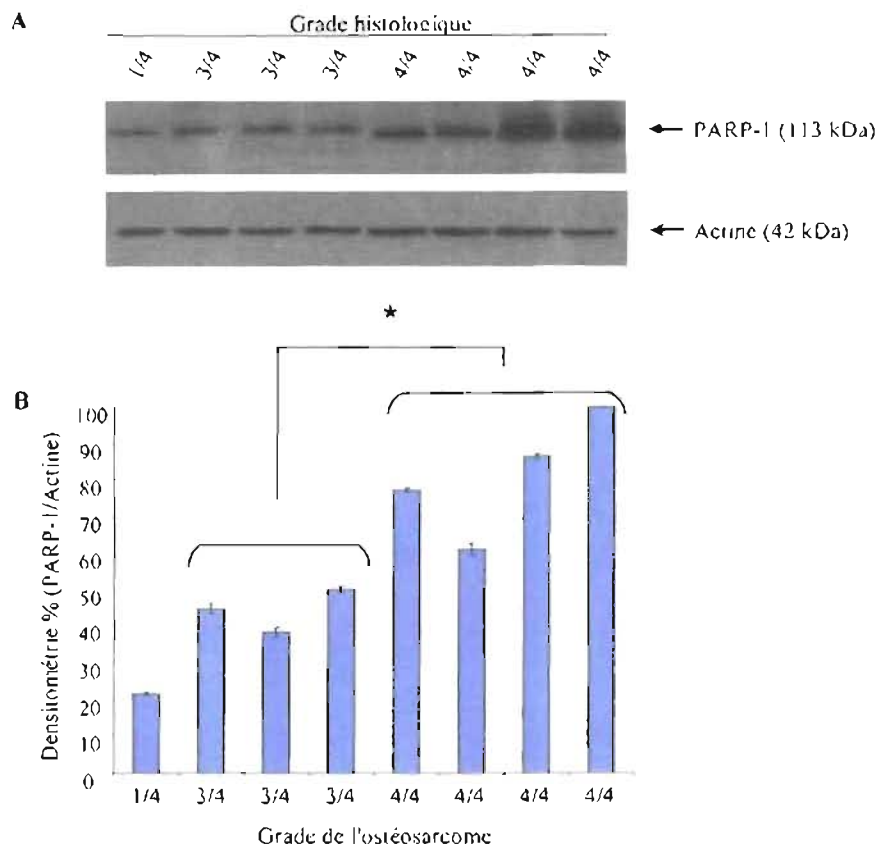 A
Grade histologique
1/4 3/4 3/4 3/4 4/4 4/4 4/4 4/4
PARP-1 (113 kDa)
Actine (42 kDa)
★
B
Densitométrie % (PARP-1/Actine)
100
90
80
70
60
50
40
30
20
10
0
1/4 3/4 3/4 3/4 4/4 4/4 4/4 4/4
Grade de l'ostéosarcome